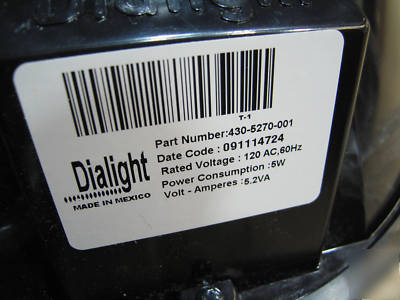 T-1
Part Number:430-5270-001
Date Code : 091114724
Rated Voltage : 120 AC,60Hz
Power Consumption :5W
Volt - Amperes :5.2VA
Dialight
MADE IN MEXICO